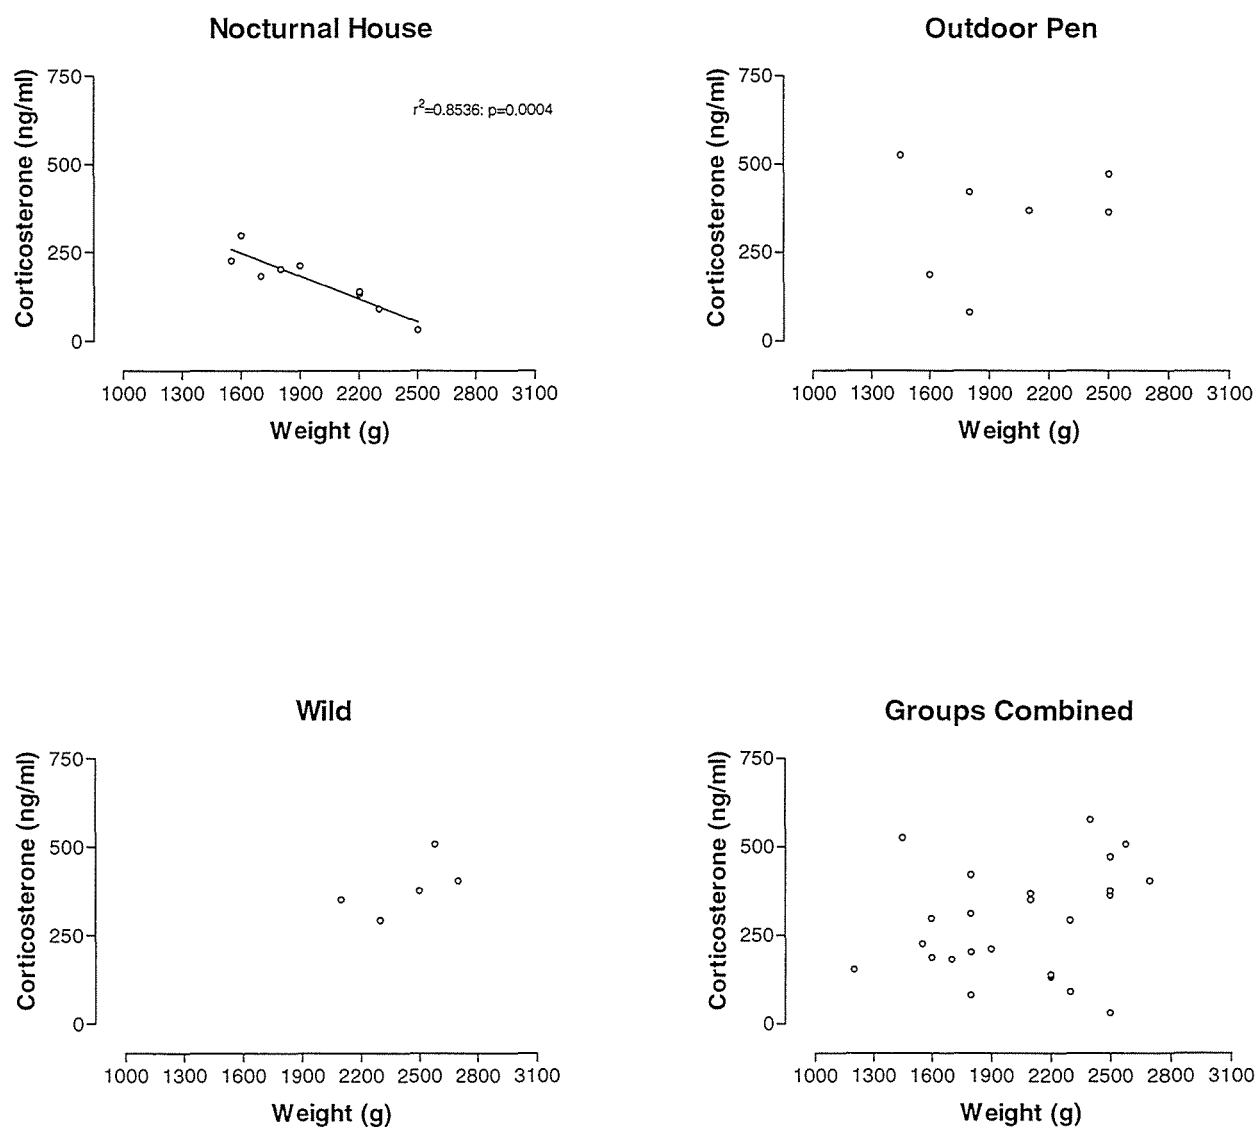 Nocturnal House
Corticosterone (ng/ml)
750
500
250
0
r²=0.8536: p=0.0004
1000 1300 1600 1900 2200 2500 2800 3100
Weight (g)
Outdoor Pen
Corticosterone (ng/ml)
750
500
250
0
1000 1300 1600 1900 2200 2500 2800 3100
Weight (g)
Wild
Corticosterone (ng/ml)
750
500
250
0
1000 1300 1600 1900 2200 2500 2800 3100
Weight (g)
Groups Combined
Corticosterone (ng/ml)
750
500
250
0
1000 1300 1600 1900 2200 2500 2800 3100
Weight (g)